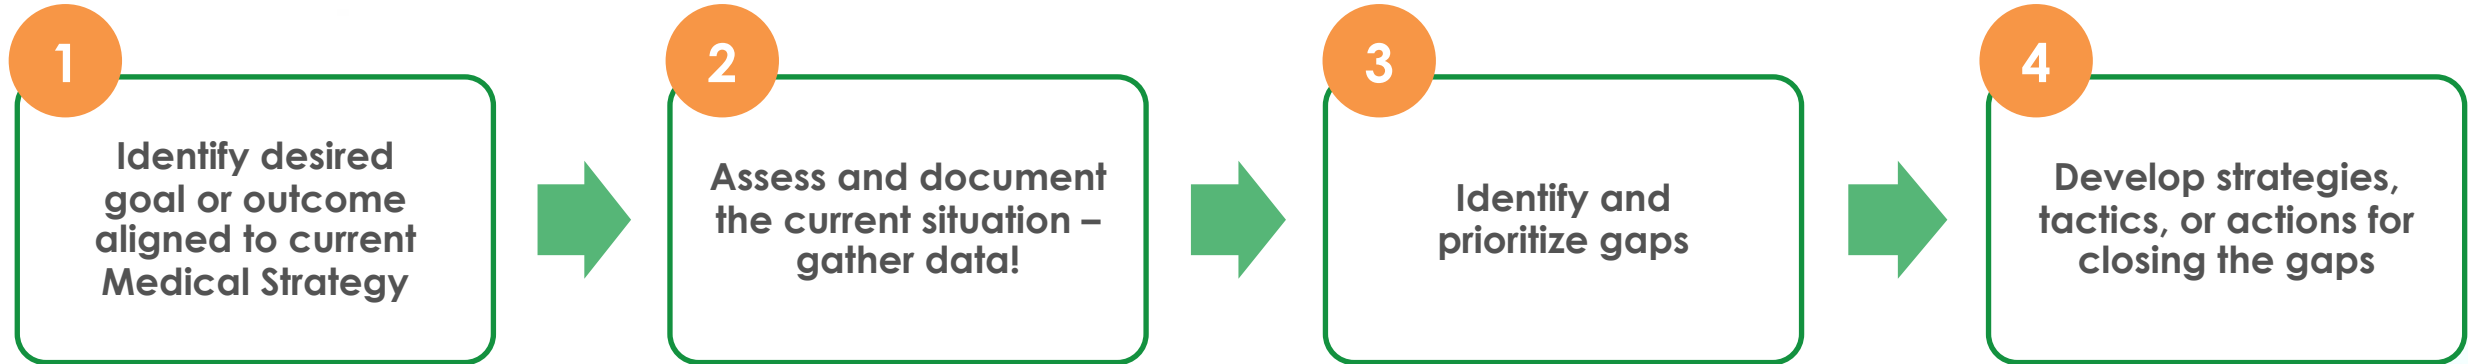 1
Identify desired
goal or outcome
aligned to current
Medical Strategy
2
Assess and document
the current situation –
gather data!
3
Identify and
prioritize gaps
4
Develop strategies,
tactics, or actions for
closing the gaps